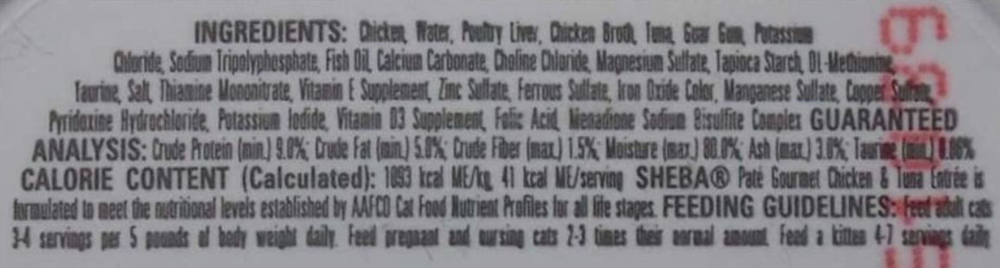 INGREDIENTS: Chicken, Water, Poultry Liver, Chicken Broth, Tuna, Guar Gum, Potassium
Chloride, Sodium Tripolyphosphate, Fish Oil, Calcium Carbonate, Choline Chloride, Magnesium Sulfate, Tapioca Starch, DL-Methionine,
Taurine, Salt, Thiamine Mononitrate, Vitamin E Supplement, Zinc Sulfate, Ferrous Sulfate, Iron Oxide Color, Manganese Sulfate, Copper Sulfate,
Pyridoxine Hydrochloride, Potassium Iodide, Vitamin D3 Supplement, Folic Acid, Menadione Sodium Bisulfite Complex GUARANTEED
ANALYSIS: Crude Protein (min.) 9.0%; Crude Fat (min.) 5.0%; Crude Fiber (max.) 1.5%; Moisture (max.) 80.0%; Ash (max.) 3.0%; Taurine (min.) 0.06%
CALORIE CONTENT (Calculated): 1093 kcal ME/kg, 41 kcal ME/serving SHEBA® Paté Gourmet Chicken & Tuna Entrée is
formulated to meet the nutritional levels established by AAFCO Cat Food Nutrient Profiles for all life stages. FEEDING GUIDELINES: Feed adult cats
3-4 servings per 5 pounds of body weight daily. Feed pregnant and nursing cats 2-3 times their normal amount. Feed a kitten 4-7 servings daily